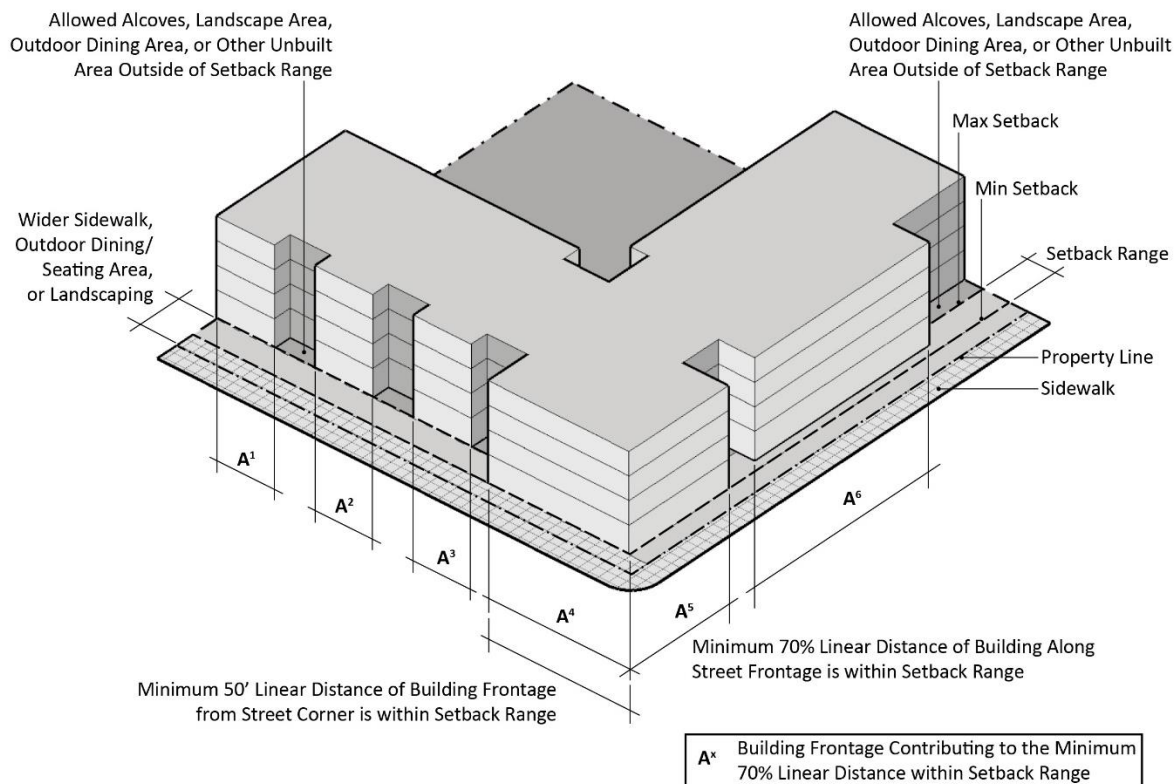 Allowed Alcoves, Landscape Area,
Outdoor Dining Area, or Other Unbuilt
Area Outside of Setback Range
Allowed Alcoves, Landscape Area,
Outdoor Dining Area, or Other Unbuilt
Area Outside of Setback Range
Max Setback
Min Setback
Setback Range
Wider Sidewalk,
Outdoor Dining/
Seating Area,
or Landscaping
Property Line
Sidewalk
A¹
A²
A³
A⁴
A⁵
A⁶
Minimum 70% Linear Distance of Building Along
Street Frontage is within Setback Range
Minimum 50’ Linear Distance of Building Frontage
from Street Corner is within Setback Range
Aˣ Building Frontage Contributing to the Minimum
70% Linear Distance within Setback Range